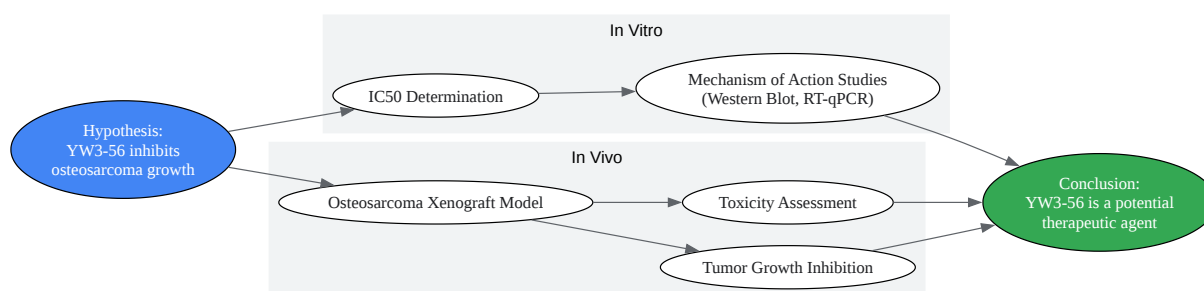 In Vitro
IC50 Determination
Mechanism of Action Studies
(Western Blot, RT-qPCR)
Hypothesis:
YW3-56 inhibits
osteosarcoma growth
In Vivo
Osteosarcoma Xenograft Model
Toxicity Assessment
Tumor Growth Inhibition
Conclusion:
YW3-56 is a potential
therapeutic agent